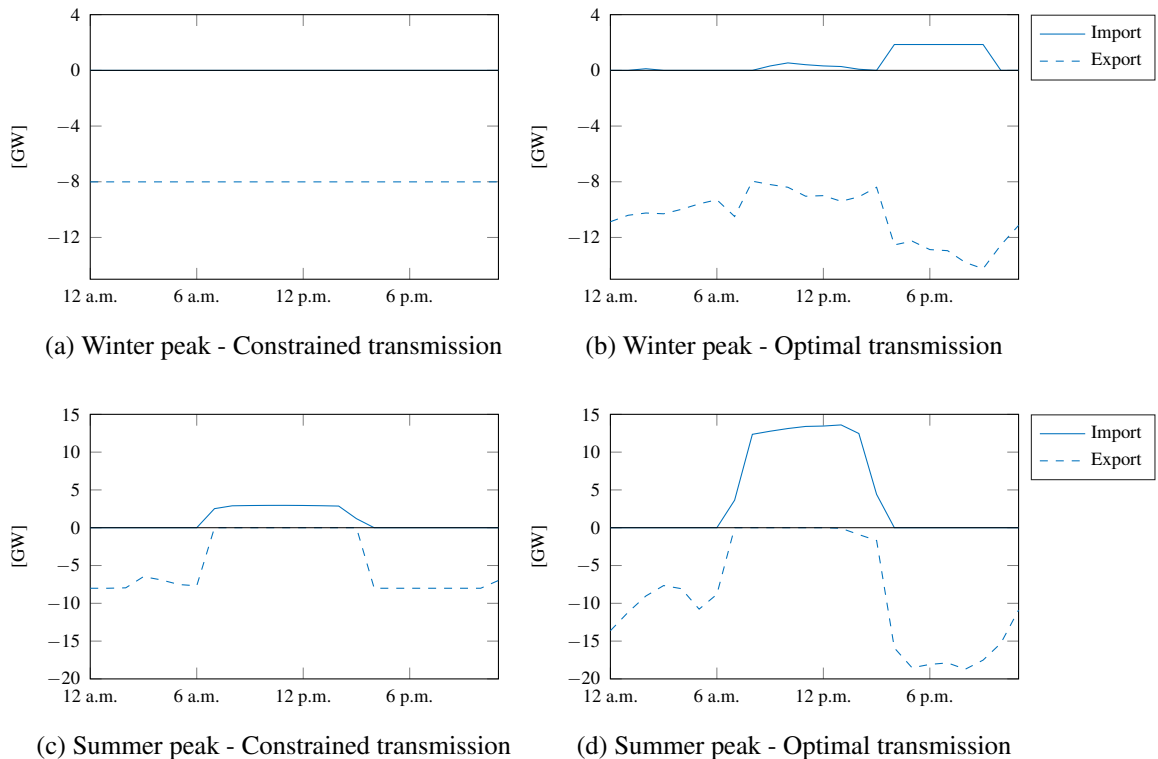 4
0
−4
−8
−12
[GW]
12 a.m. 6 a.m. 12 p.m. 6 p.m.
(a) Winter peak - Constrained transmission
4
0
−4
−8
−12
[GW]
12 a.m. 6 a.m. 12 p.m. 6 p.m.
(b) Winter peak - Optimal transmission
Import
Export
15
10
5
0
−5
−10
−15
−20
[GW]
12 a.m. 6 a.m. 12 p.m. 6 p.m.
(c) Summer peak - Constrained transmission
15
10
5
0
−5
−10
−15
−20
[GW]
12 a.m. 6 a.m. 12 p.m. 6 p.m.
(d) Summer peak - Optimal transmission
Import
Export